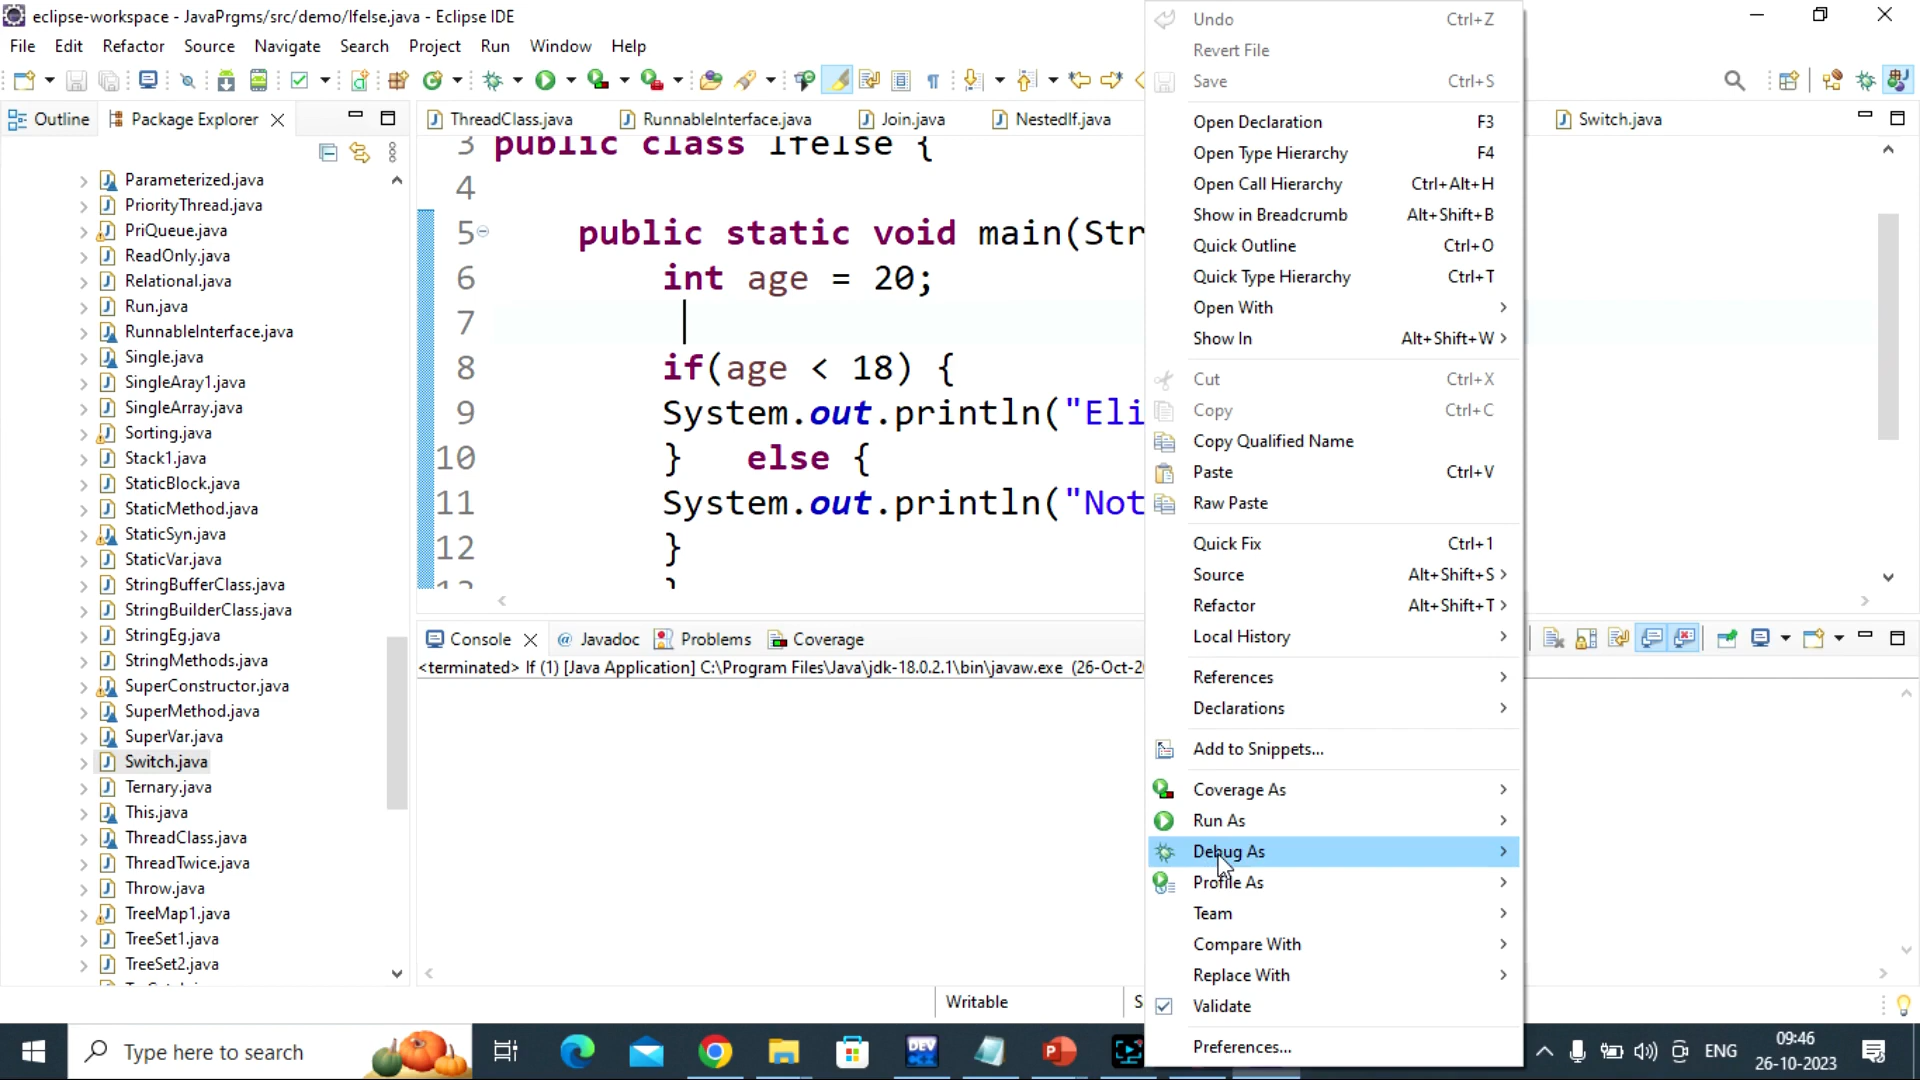 eclipse-workspace - JavaPrgms/src/demo/Ifelse.java - Eclipse IDE
File Edit Refactor Source Navigate Search Project Run Window Help
Outline Package Explorer
Parameterized.java
PriorityThread.java
PriQueue.java
ReadOnly.java
Relational.java
Run.java
RunnableInterface.java
Single.java
SingleAray1.java
SingleArray.java
Sorting.java
Stack1.java
StaticBlock.java
StaticMethod.java
StaticSyn.java
StaticVar.java
StringBufferClass.java
StringBuilderClass.java
StringEg.java
StringMethods.java
SuperConstructor.java
SuperMethod.java
SuperVar.java
Switch.java
Ternary.java
This.java
ThreadClass.java
ThreadTwice.java
Throw.java
TreeMap1.java
TreeSet1.java
TreeSet2.java
ThreadClass.java RunnableInterface.java Join.java NestedIf.java Switch.java
3 public class Ifelse {
4
5 public static void main(Str
6 int age = 20;
7
8 if(age < 18) {
9 System.out.println("Eli
10 } else {
11 System.out.println("Not
12 }
13 }
Console Javadoc Problems Coverage
<terminated> If (1) [Java Application] C:\Program Files\Java\jdk-18.0.2.1\bin\javaw.exe (26-Oct-2
Undo Ctrl+Z
Revert File
Save Ctrl+S
Open Declaration F3
Open Type Hierarchy F4
Open Call Hierarchy Ctrl+Alt+H
Show in Breadcrumb Alt+Shift+B
Quick Outline Ctrl+O
Quick Type Hierarchy Ctrl+T
Open With
Show In Alt+Shift+W
Cut Ctrl+X
Copy Ctrl+C
Copy Qualified Name
Paste Ctrl+V
Raw Paste
Quick Fix Ctrl+1
Source Alt+Shift+S
Refactor Alt+Shift+T
Local History
References
Declarations
Add to Snippets...
Coverage As
Run As
Debug As
Profile As
Team
Compare With
Replace With
Validate
Preferences...
Writable S
Type here to search
DEV
ENG
09:46
26-10-2023